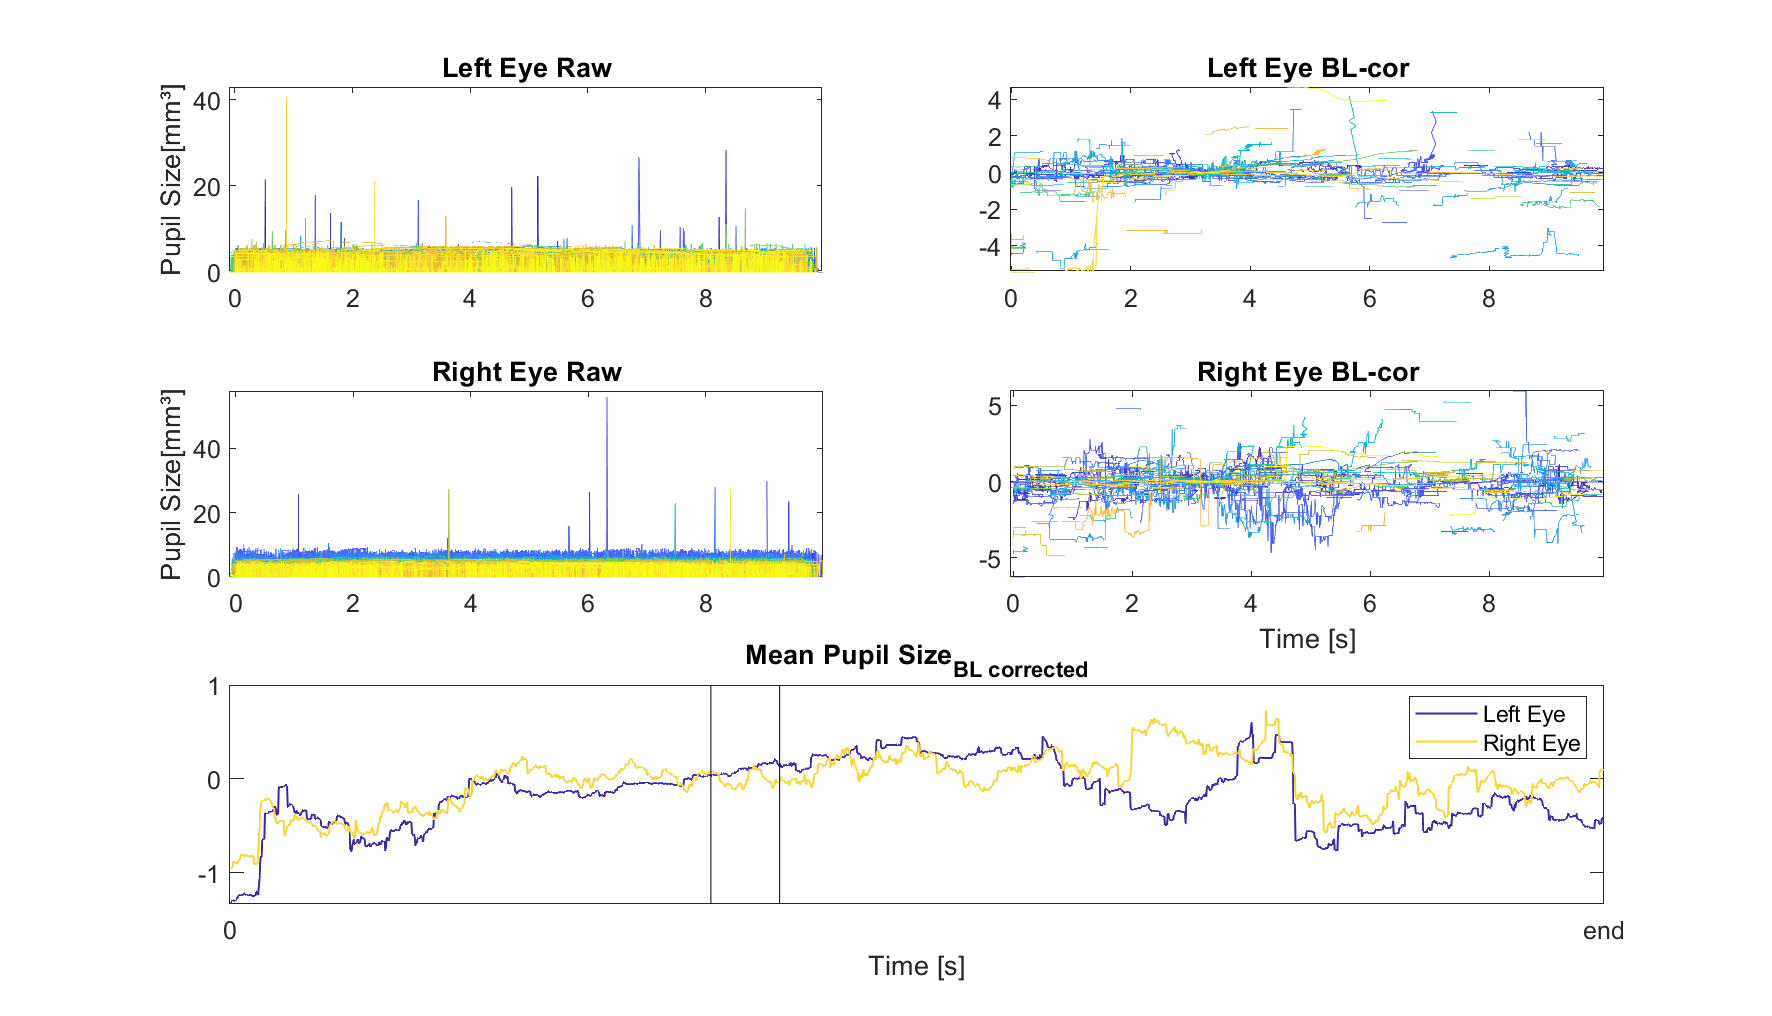 Left Eye Raw
Pupil Size[mm³]
40
20
0
0 2 4 6 8
Left Eye BL-cor
4
2
0
-2
-4
0 2 4 6 8
Right Eye Raw
Pupil Size[mm³]
40
20
0
0 2 4 6 8
Right Eye BL-cor
5
0
-5
0 2 4 6 8
Time [s]
Mean Pupil Size BL corrected
1
0
-1
Left Eye
Right Eye
0 end
Time [s]